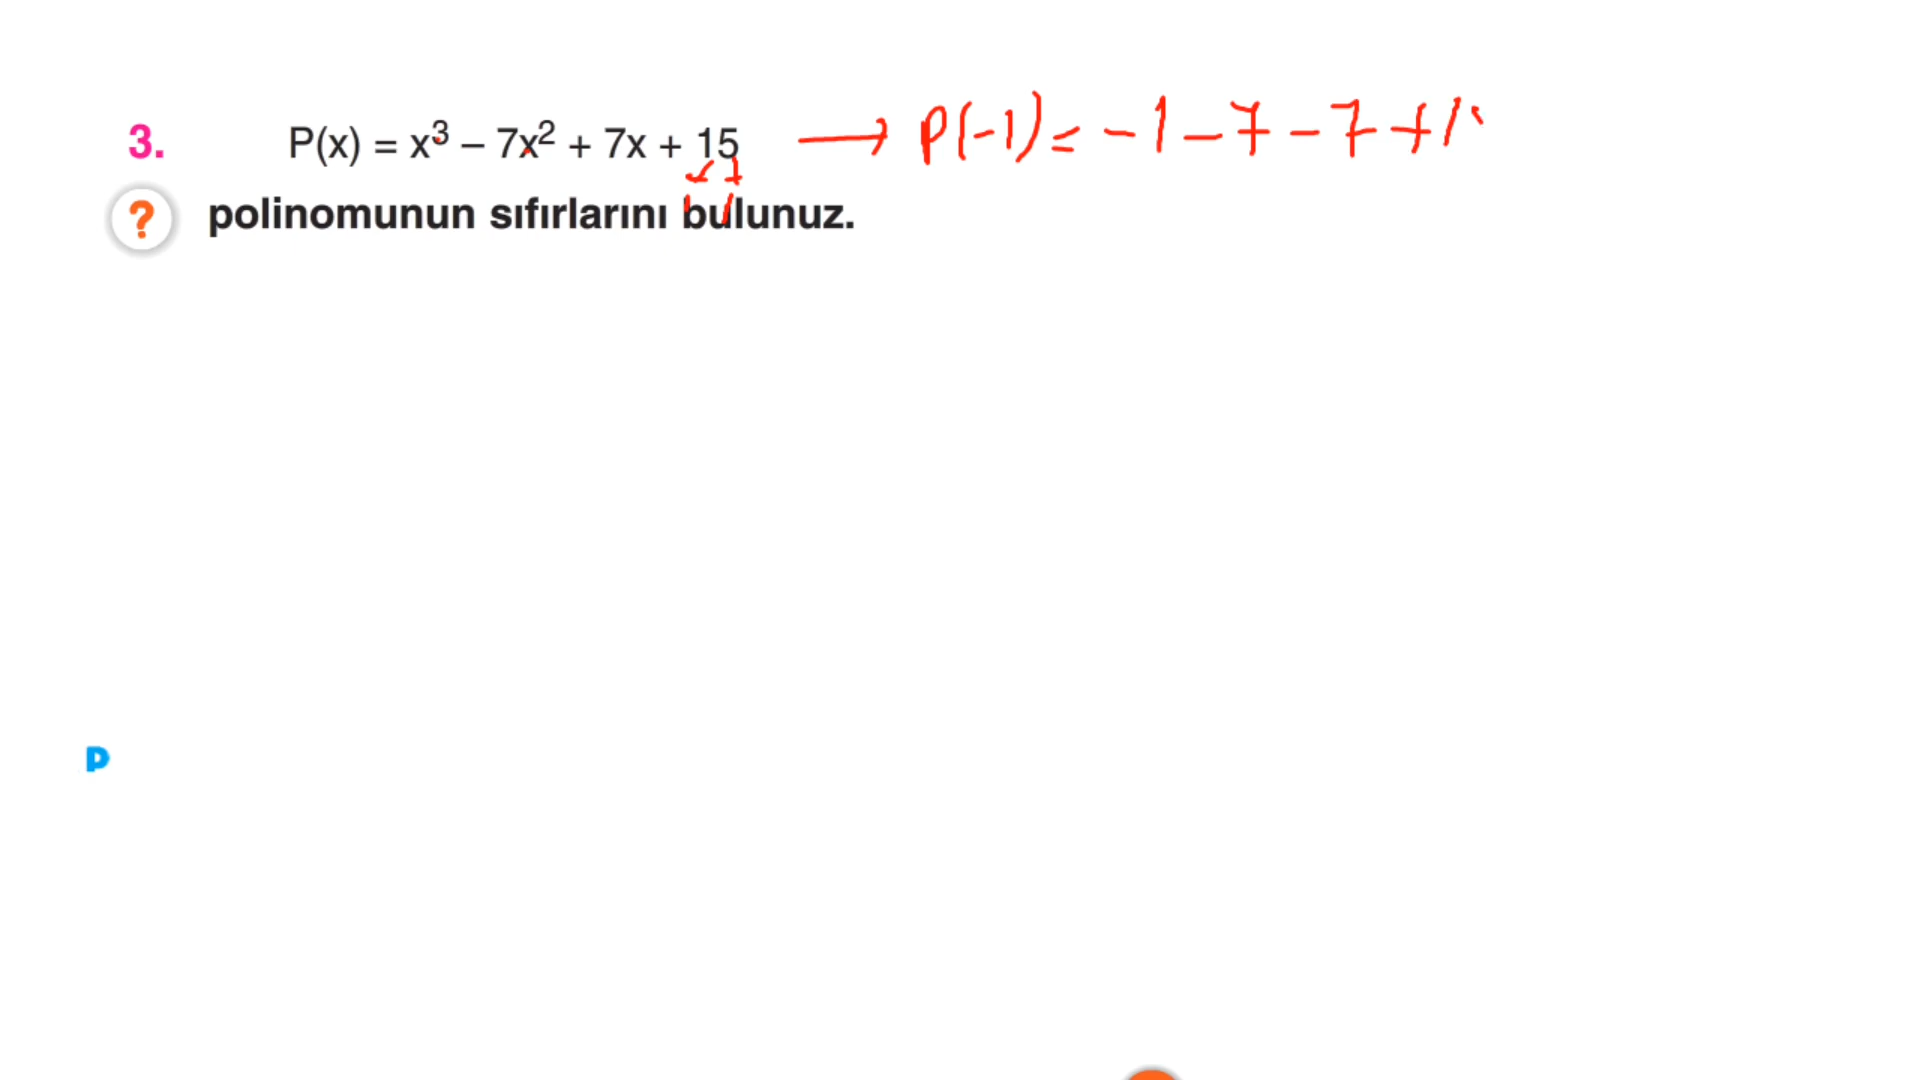 3. P(x) = x³ – 7x² + 7x + 15 → P(-1) = -1 - 7 - 7 + 1
? polinomunun sıfırlarını bulunuz.
D